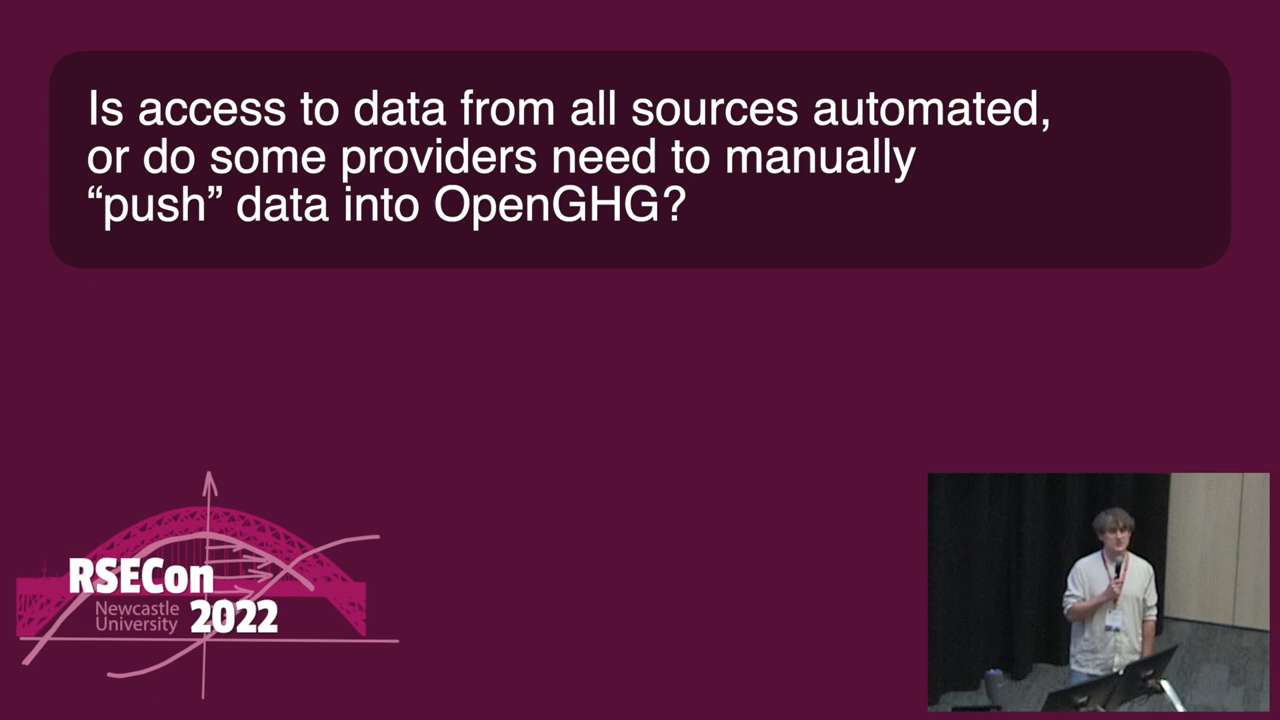 Is access to data from all sources automated,
or do some providers need to manually
“push” data into OpenGHG?
RSECon
Newcastle
University
2022